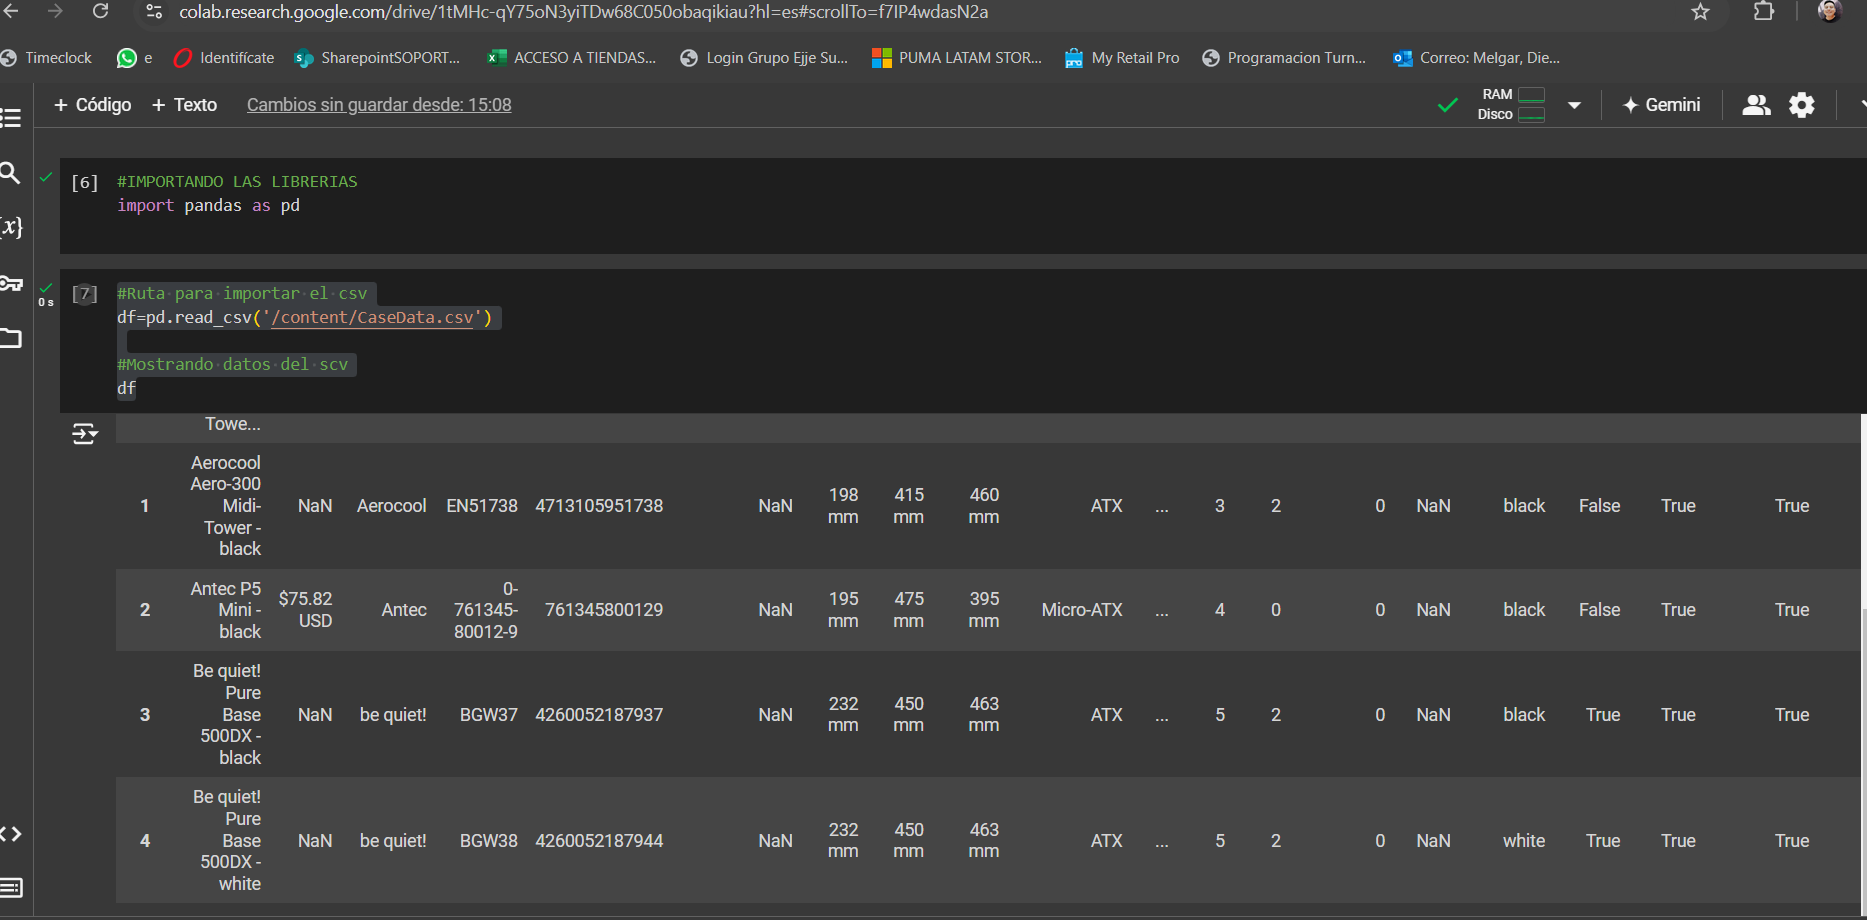 colab.research.google.com/drive/1tMHc-qY75oN3yiTDw68C050obaqikiau?hl=es#scrollTo=f7IP4wdasN2a
Timeclock e Identifícate SharepointSOPORT... ACCESO A TIENDAS... Login Grupo Ejje Su... PUMA LATAM STOR... My Retail Pro Programacion Turn... Correo: Melgar, Die...
+ Código + Texto Cambios sin guardar desde: 15:08 RAM Disco Gemini
[6] #IMPORTANDO LAS LIBRERIAS
import pandas as pd
{x}
[7] #Ruta para importar el csv
0 s
df=pd.read_csv('/content/CaseData.csv')
#Mostrando datos del scv
df
Towe...
1 Aerocool Aero-300 Midi-Tower - black NaN Aerocool EN51738 4713105951738 NaN 198 mm 415 mm 460 mm ATX ... 3 2 0 NaN black False True True
2 Antec P5 Mini - black $75.82 USD Antec 0-761345-80012-9 761345800129 NaN 195 mm 475 mm 395 mm Micro-ATX ... 4 0 0 NaN black False True True
3 Be quiet! Pure Base 500DX - black NaN be quiet! BGW37 4260052187937 NaN 232 mm 450 mm 463 mm ATX ... 5 2 0 NaN black True True True
4 Be quiet! Pure Base 500DX - white NaN be quiet! BGW38 4260052187944 NaN 232 mm 450 mm 463 mm ATX ... 5 2 0 NaN white True True True